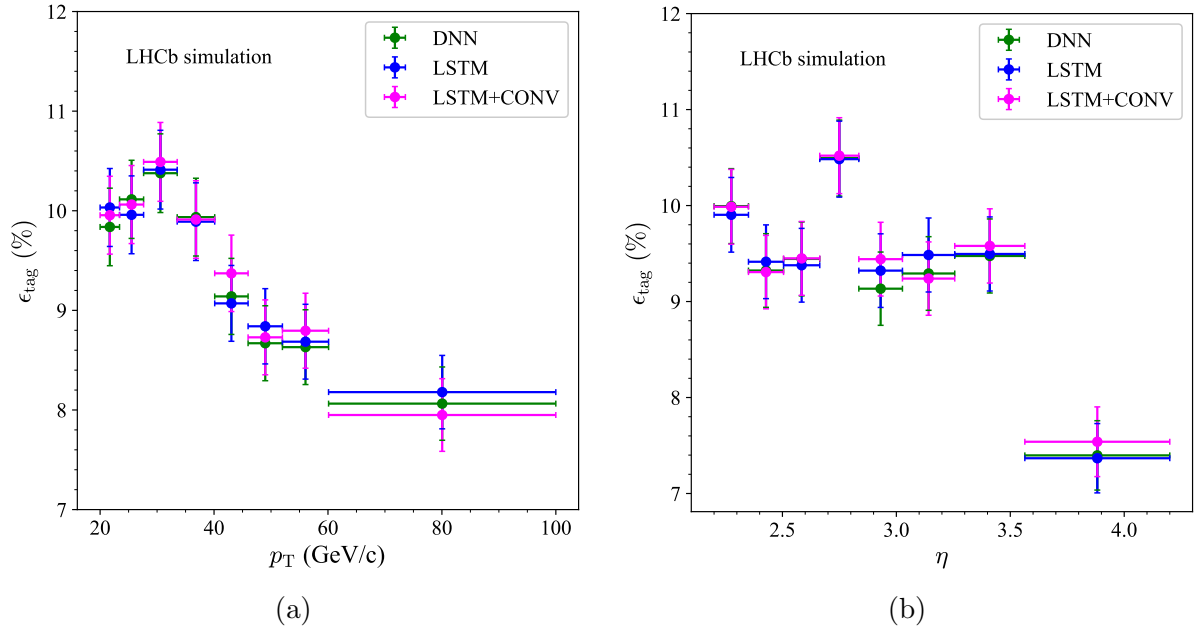 12
11
10
9
8
7
ϵtag (%)
LHCb simulation
DNN
LSTM
LSTM+CONV
20 40 60 80 100
pT (GeV/c)
(a)
12
11
10
9
8
7
ϵtag (%)
LHCb simulation
DNN
LSTM
LSTM+CONV
2.5 3.0 3.5 4.0
η
(b)